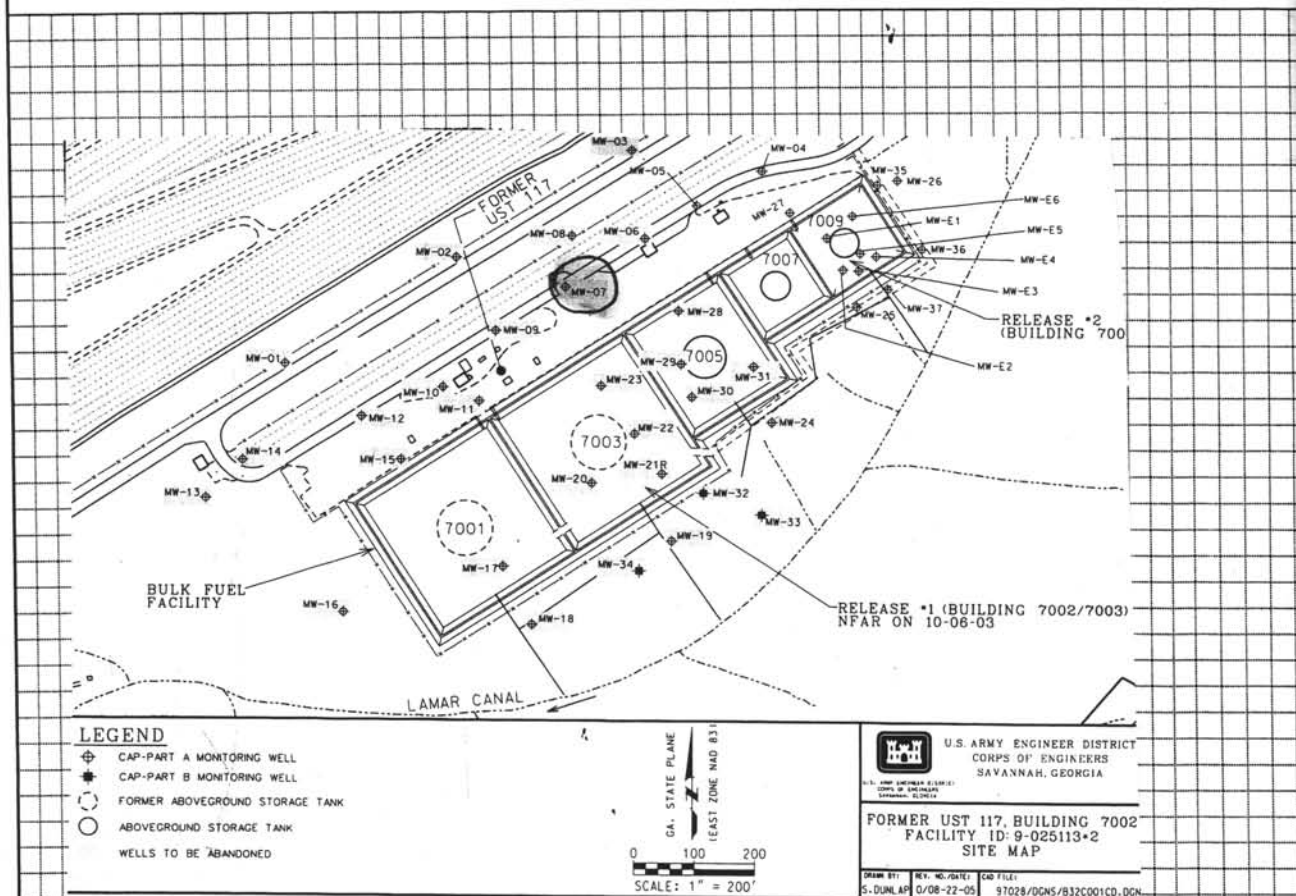 MW-03
MW-04
MW-05
MW-35
MW-26
FORMER
UST 117
MW-27
7009
MW-E6
MW-E1
MW-08
MW-06
MW-E5
MW-02
MW-36
7007
MW-E4
MW-07
MW-E3
MW-28
MW-37
MW-25
RELEASE *2
(BUILDING 700
MW-09
MW-01
MW-29
7005
MW-31
MW-E2
MW-10
MW-23
MW-30
MW-11
MW-12
MW-22
MW-24
7003
MW-14
MW-15
MW-21R
MW-20
MW-13
MW-32
MW-33
7001
MW-19
MW-17
MW-34
BULK FUEL
FACILITY
MW-16
RELEASE *1 (BUILDING 7002/7003)
NFAR ON 10-06-03
MW-18
LAMAR CANAL
LEGEND
CAP-PART A MONITORING WELL
CAP-PART B MONITORING WELL
FORMER ABOVEGROUND STORAGE TANK
ABOVEGROUND STORAGE TANK
WELLS TO BE ABANDONED
GA. STATE PLANE
N
(EAST ZONE NAD 83)
0 100 200
SCALE: 1" = 200'
U.S. ARMY ENGINEER DISTRICT
CORPS OF ENGINEERS
SAVANNAH, GEORGIA
CORPS OF ENGINEERS
SAVANNAH, GEORGIA
FORMER UST 117, BUILDING 7002
FACILITY ID: 9-025113*2
SITE MAP
DRAWN BY:
S. DUNLAP
REV. NO./DATE:
0/08-22-05
CAD FILE:
97028/DGNS/B32C001CD.DGN